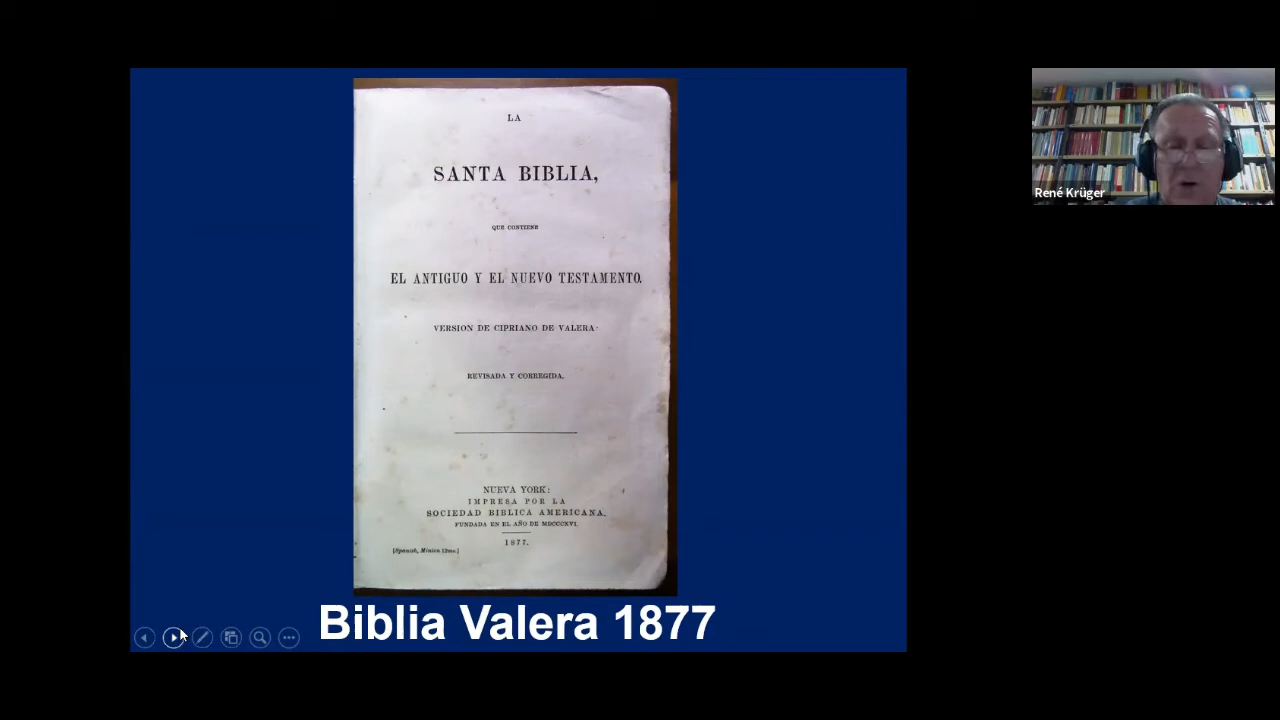 LA
SANTA BIBLIA,
QUE CONTIENE
EL ANTIGUO Y EL NUEVO TESTAMENTO.
VERSION DE CIPRIANO DE VALERA
REVISADA Y CORREGIDA.
NUEVA YORK:
IMPRESA POR LA
SOCIEDAD BIBLICA AMERICANA.
FUNDADA EN EL AÑO DE MDCCCXVI.
1877.
[Spanish, Minion 12mo.]
Biblia Valera 1877
René Krüger